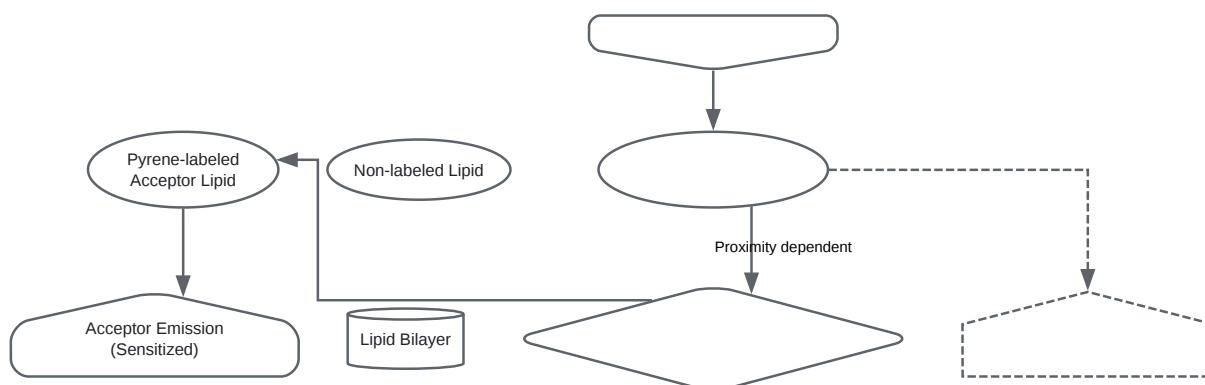 Pyrene-labeled
Acceptor Lipid
Non-labeled Lipid
Proximity dependent
Acceptor Emission
(Sensitized)
Lipid Bilayer